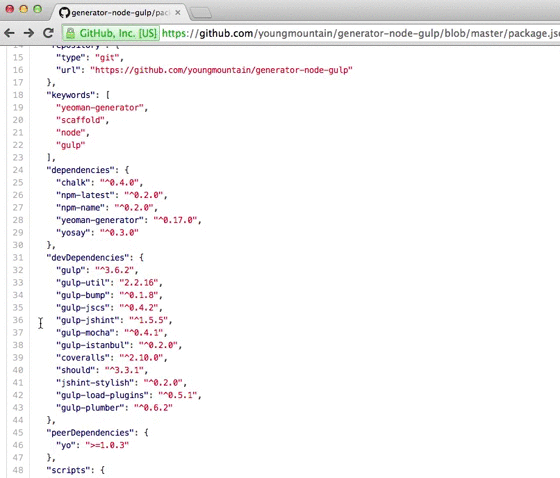 generator-node-gulp/pac
GitHub, Inc. [US] https://github.com/youngmountain/generator-node-gulp/blob/master/package.jso
14 "repository": {
15 "type": "git",
16 "url": "https://github.com/youngmountain/generator-node-gulp"
17 },
18 "keywords": [
19 "yeoman-generator",
20 "scaffold",
21 "node",
22 "gulp"
23 ],
24 "dependencies": {
25 "chalk": "^0.4.0",
26 "npm-latest": "^0.2.0",
27 "npm-name": "^0.2.0",
28 "yeoman-generator": "^0.17.0",
29 "yosay": "^0.3.0"
30 },
31 "devDependencies": {
32 "gulp": "^3.6.2",
33 "gulp-util": "2.2.16",
34 "gulp-bump": "^0.1.8",
35 "gulp-jscs": "^0.4.2",
36 "gulp-jshint": "^1.5.5",
37 "gulp-mocha": "^0.4.1",
38 "gulp-istanbul": "^0.2.0",
39 "coveralls": "^2.10.0",
40 "should": "^3.3.1",
41 "jshint-stylish": "^0.2.0",
42 "gulp-load-plugins": "^0.5.1",
43 "gulp-plumber": "^0.6.2"
44 },
45 "peerDependencies": {
46 "yo": ">=1.0.3"
47 },
48 "scripts": {